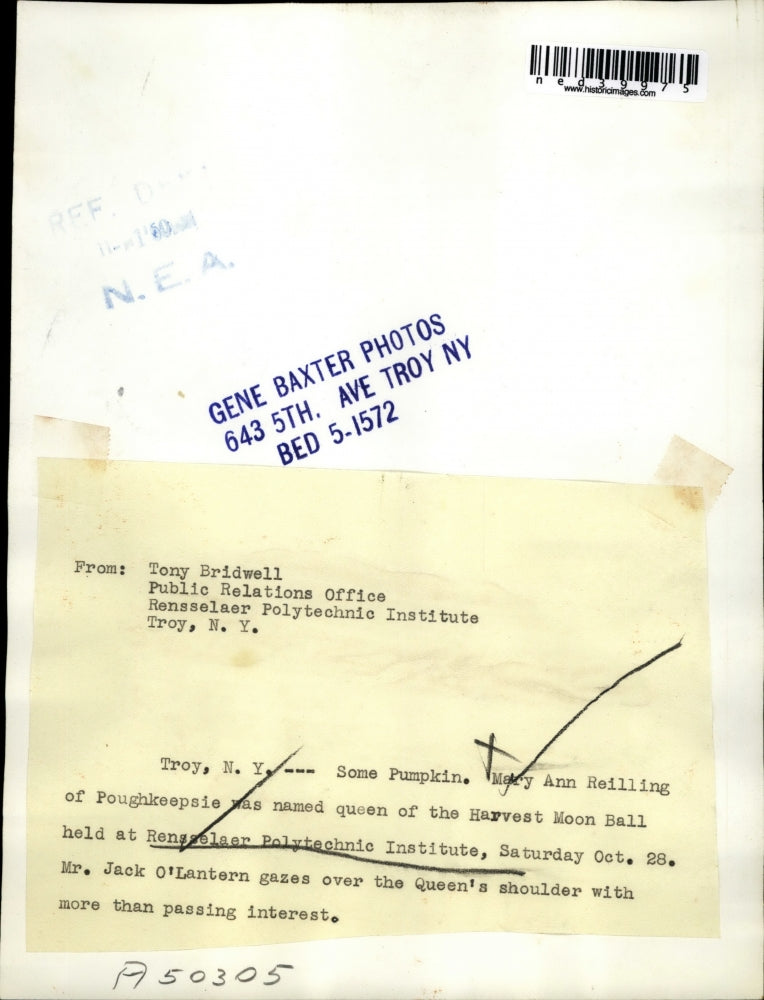 ned39975
www.historicimages.com
REF.
N. E. A.
GENE BAXTER PHOTOS
643 5TH. AVE TROY NY
BED 5-1572
From: Tony Bridwell
Public Relations Office
Rensselaer Polytechnic Institute
Troy, N. Y.
Troy, N. Y. --- Some Pumpkin. Mary Ann Reilling
of Poughkeepsie was named queen of the Harvest Moon Ball
held at Rensselaer Polytechnic Institute, Saturday Oct. 28.
Mr. Jack O'Lantern gazes over the Queen's shoulder with
more than passing interest.
A50305